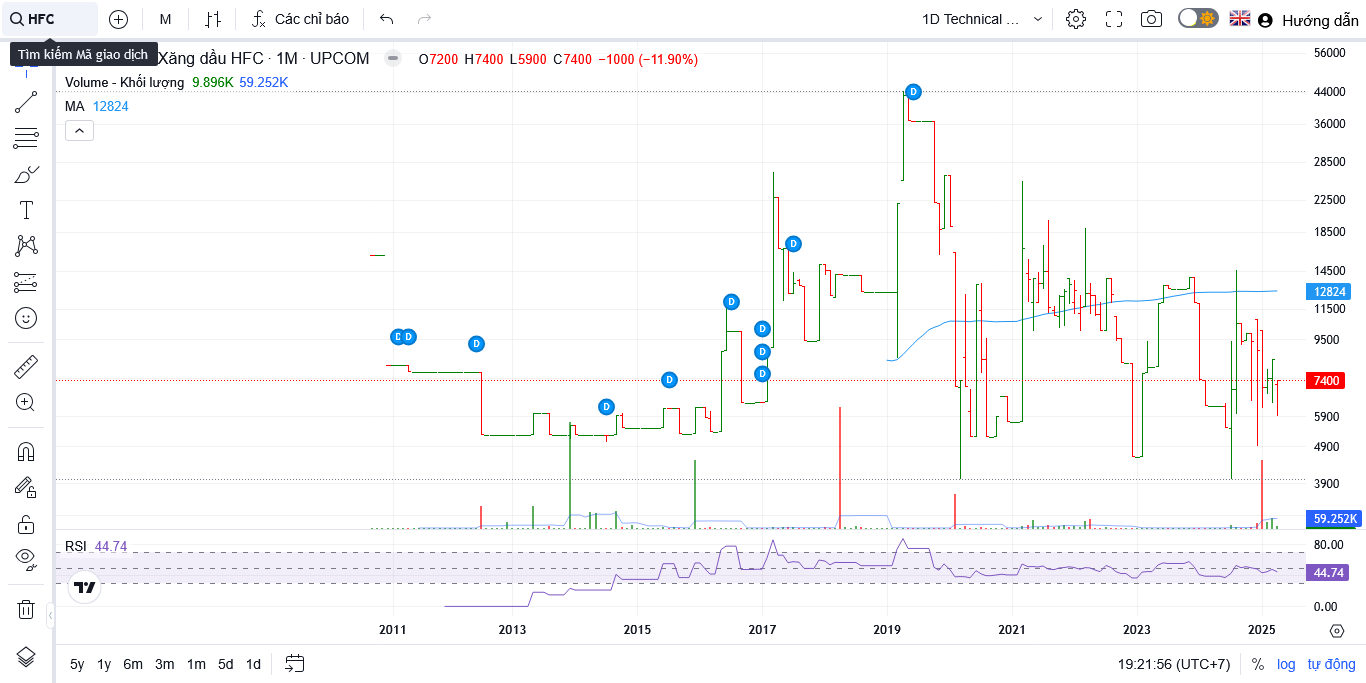 HFC
M
Các chỉ báo
1D Technical ...
Hướng dẫn
Tìm kiếm Mã giao dịch
Xăng dầu HFC · 1M · UPCOM
O7200 H7400 L5900 C7400 −1000 (−11.90%)
Volume - Khối lượng 9.896K 59.252K
MA 12824
D D
D
D
D
D
D
D
D
D
D
56000
44000
36000
28500
22500
18500
14500
12824
11500
9500
7400
5900
4900
3900
59.252K
RSI 44.74
80.00
44.74
0.00
2011 2013 2015 2017 2019 2021 2023 2025
5y 1y 6m 3m 1m 5d 1d
19:21:56 (UTC+7)
% log tự động